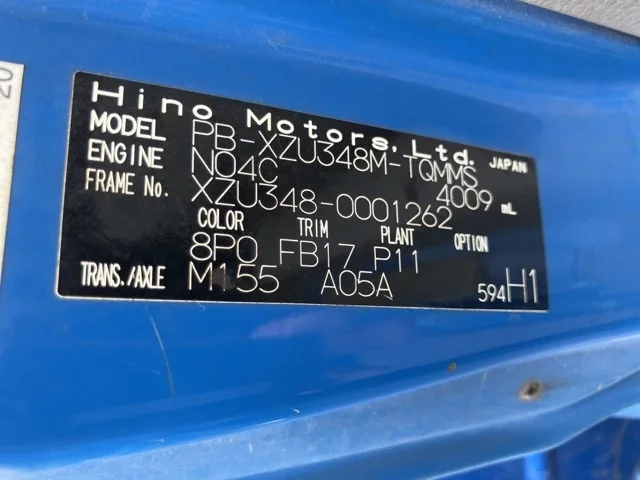 20
Hino Motors, Ltd. JAPAN
MODEL PB-XZU348M-TQMMS
ENGINE N04C 4009 mL
FRAME No. XZU348-0001262
COLOR TRIM PLANT OPTION
8P0 FB17 P11
TRANS./AXLE M155 A05A 594H1